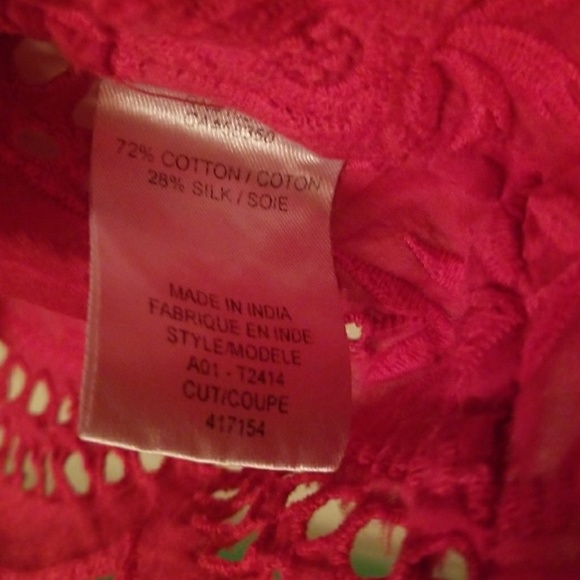 72% COTTON / COTON
28% SILK / SOIE
MADE IN INDIA
FABRIQUE EN INDE
STYLE/MODELE
A01 - T2414
CUT/COUPE
417154